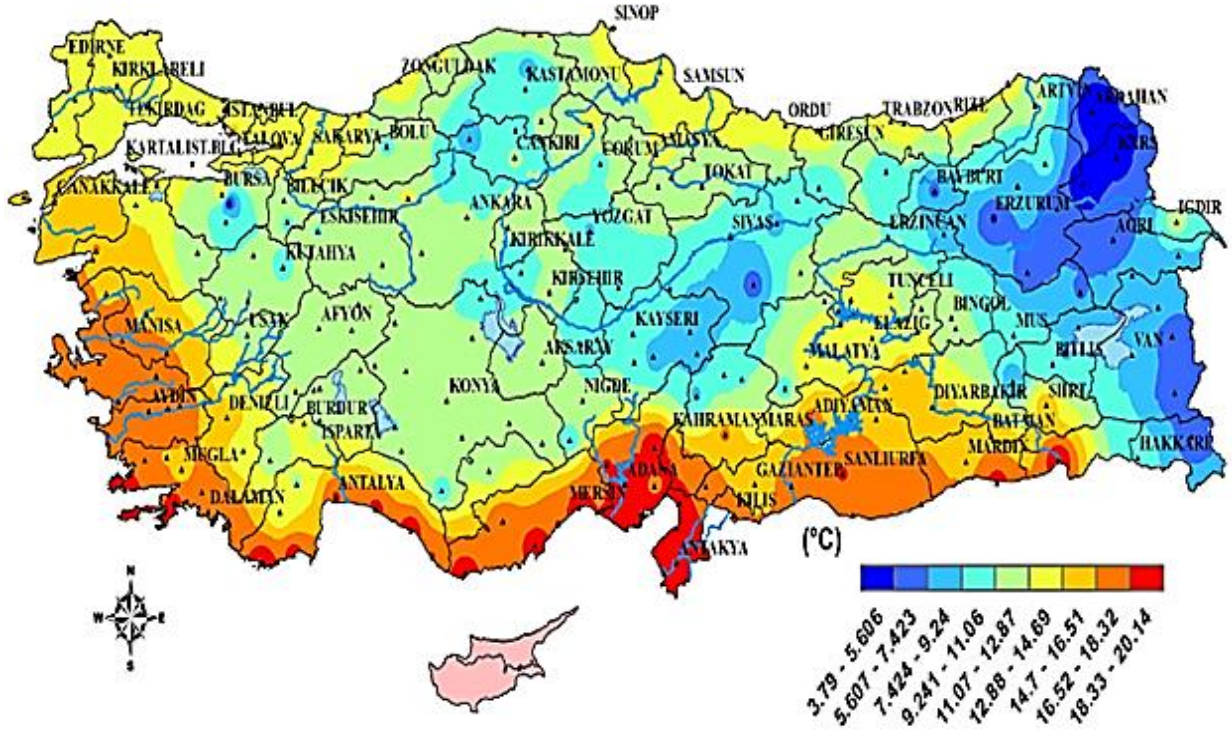 SINOP
EDIRNE
KIRKLARELI
ZONGULDAK
KASTAMONU
SAMSUN
ARTVIN
ARDAHAN
TEKIRDAG
ISTANBUL
YALOVA
SAKARYA
BOLU
CANKIRI
CORUM
AMASYA
ORDU
GIRESUN
TRABZON
RIZE
KARS
KARTALIST.BLG
CANAKKALE
BURSA
BILECIK
ESKISEHIR
ANKARA
TOKAT
BAYBURT
ERZURUM
IGDIR
KUTAHYA
KIRIKKALE
YOZGAT
SIVAS
ERZINCAN
AGRI
KIRSEHIR
TUNCELI
MANISA
USAK
AFYON
KAYSERI
ELAZIG
BINGOL
MUS
BITLIS
VAN
AKSARAY
MALATYA
AYDIN
DENIZLI
BURDUR
ISPARTA
KONYA
NIGDE
KAHRAMANMARAS
ADIYAMAN
DIYARBAKIR
SIIRT
BATMAN
MUGLA
ADANA
GAZIANTEP
SANLIURFA
MARDIN
HAKKARI
DALAMAN
ANTALYA
MERSIN
KILIS
ANTAKYA
(°C)
N
W E
S
3.79 - 5.606
5.607 - 7.423
7.424 - 9.24
9.241 - 11.06
11.07 - 12.87
12.88 - 14.69
14.7 - 16.51
16.52 - 18.32
18.33 - 20.14